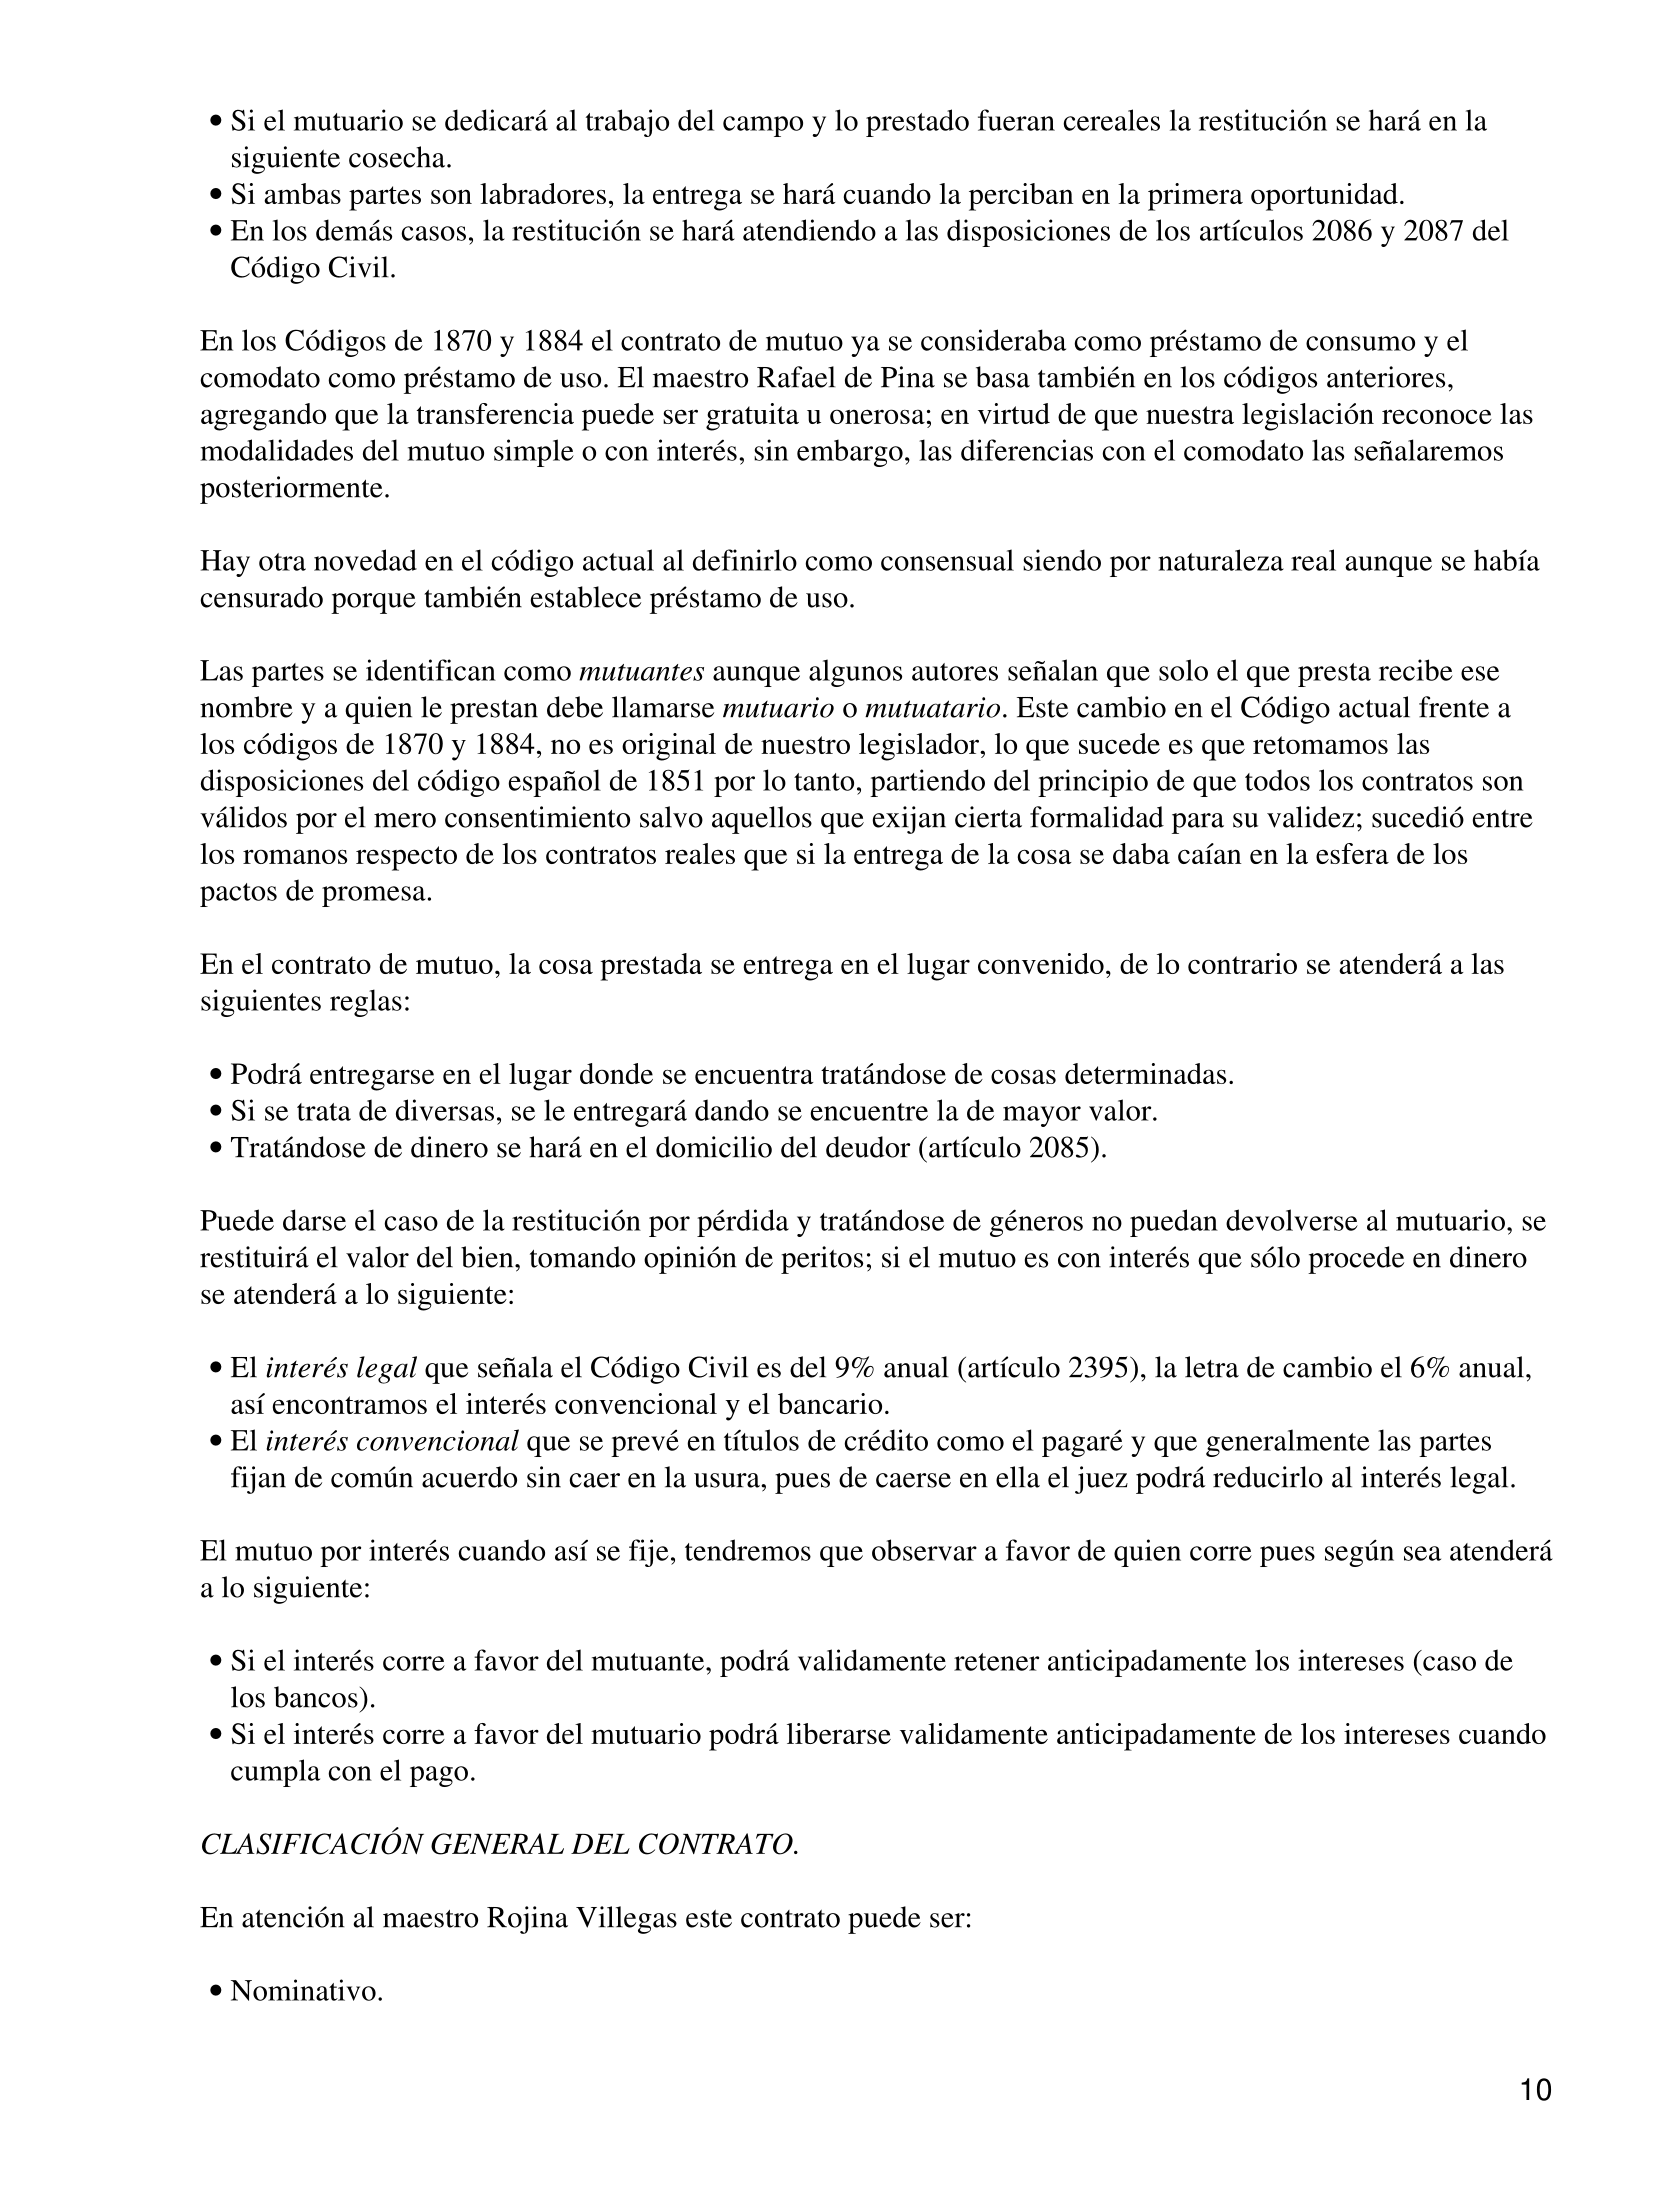 • Si el mutuario se dedicará al trabajo del campo y lo prestado fueran cereales la restitución se hará en la
siguiente cosecha.
• Si ambas partes son labradores, la entrega se hará cuando la perciban en la primera oportunidad.
• En los demás casos, la restitución se hará atendiendo a las disposiciones de los artículos 2086 y 2087 del
Código Civil.
En los Códigos de 1870 y 1884 el contrato de mutuo ya se consideraba como préstamo de consumo y el
comodato como préstamo de uso. El maestro Rafael de Pina se basa también en los códigos anteriores,
agregando que la transferencia puede ser gratuita u onerosa; en virtud de que nuestra legislación reconoce las
modalidades del mutuo simple o con interés, sin embargo, las diferencias con el comodato las señalaremos
posteriormente.
Hay otra novedad en el código actual al definirlo como consensual siendo por naturaleza real aunque se había
censurado porque también establece préstamo de uso.
Las partes se identifican como mutuantes aunque algunos autores señalan que solo el que presta recibe ese
nombre y a quien le prestan debe llamarse mutuario o mutuatario. Este cambio en el Código actual frente a
los códigos de 1870 y 1884, no es original de nuestro legislador, lo que sucede es que retomamos las
disposiciones del código español de 1851 por lo tanto, partiendo del principio de que todos los contratos son
válidos por el mero consentimiento salvo aquellos que exijan cierta formalidad para su validez; sucedió entre
los romanos respecto de los contratos reales que si la entrega de la cosa se daba caían en la esfera de los
pactos de promesa.
En el contrato de mutuo, la cosa prestada se entrega en el lugar convenido, de lo contrario se atenderá a las
siguientes reglas:
• Podrá entregarse en el lugar donde se encuentra tratándose de cosas determinadas.
• Si se trata de diversas, se le entregará dando se encuentre la de mayor valor.
• Tratándose de dinero se hará en el domicilio del deudor (artículo 2085).
Puede darse el caso de la restitución por pérdida y tratándose de géneros no puedan devolverse al mutuario, se
restituirá el valor del bien, tomando opinión de peritos; si el mutuo es con interés que sólo procede en dinero
se atenderá a lo siguiente:
• El interés legal que señala el Código Civil es del 9% anual (artículo 2395), la letra de cambio el 6% anual,
así encontramos el interés convencional y el bancario.
• El interés convencional que se prevé en títulos de crédito como el pagaré y que generalmente las partes
fijan de común acuerdo sin caer en la usura, pues de caerse en ella el juez podrá reducirlo al interés legal.
El mutuo por interés cuando así se fije, tendremos que observar a favor de quien corre pues según sea atenderá
a lo siguiente:
• Si el interés corre a favor del mutuante, podrá validamente retener anticipadamente los intereses (caso de
los bancos).
• Si el interés corre a favor del mutuario podrá liberarse validamente anticipadamente de los intereses cuando
cumpla con el pago.
CLASIFICACIÓN GENERAL DEL CONTRATO.
En atención al maestro Rojina Villegas este contrato puede ser:
• Nominativo.
10